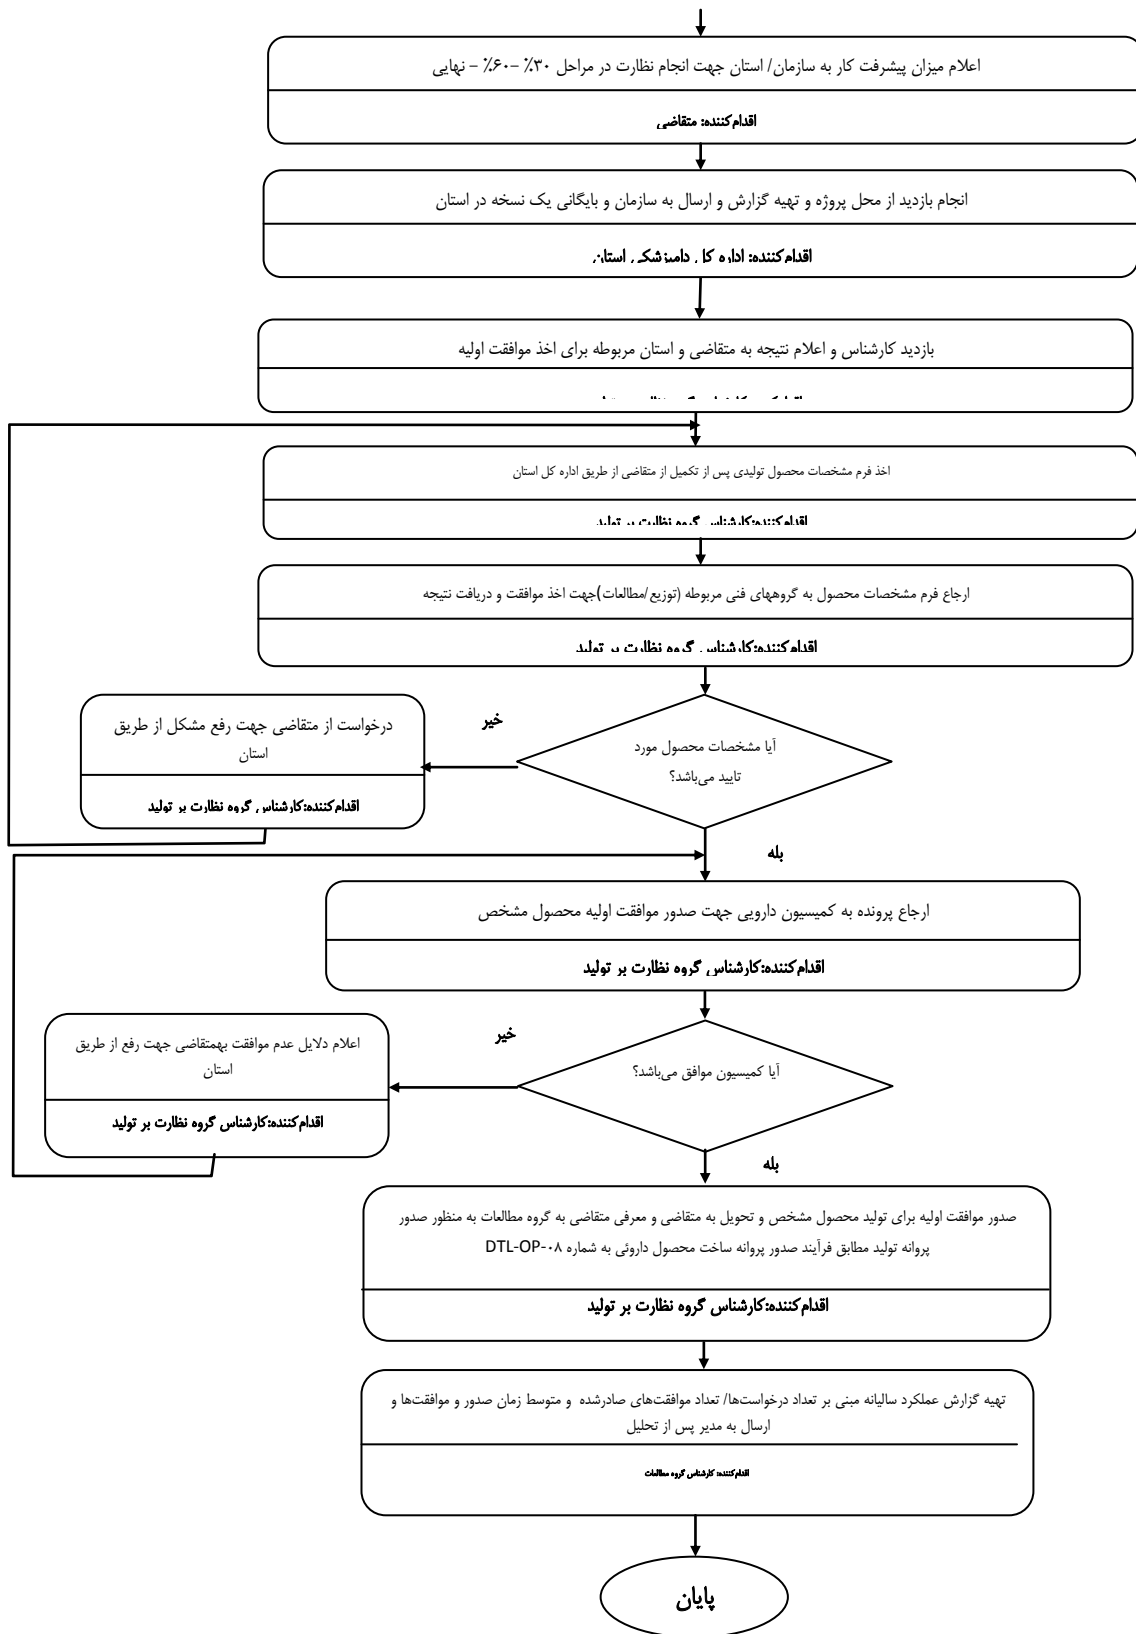 اعلام میزان پیشرفت کار به سازمان/ استان جهت انجام نظارت در مراحل ۳۰٪ –۶۰٪ – نهایی
اقدام‌کننده: متقاضی
انجام بازدید از محل پروژه و تهیه گزارش و ارسال به سازمان و بایگانی یک نسخه در استان
اقدام‌کننده: اداره کل دامپزشکی استان
بازدید کارشناس و اعلام نتیجه به متقاضی و استان مربوطه برای اخذ موافقت اولیه
اخذ فرم مشخصات محصول تولیدی پس از تکمیل از متقاضی از طریق اداره کل استان
اقدام‌کننده:کارشناس گروه نظارت بر تولید
ارجاع فرم مشخصات محصول به گروههای فنی مربوطه (توزیع/مطالعات)جهت اخذ موافقت و دریافت نتیجه
اقدام‌کننده:کارشناس گروه نظارت بر تولید
آیا مشخصات محصول مورد
تایید می‌باشد؟
خیر
درخواست از متقاضی جهت رفع مشکل از طریق
استان
اقدام‌کننده:کارشناس گروه نظارت بر تولید
بله
ارجاع پرونده به کمیسیون دارویی جهت صدور موافقت اولیه محصول مشخص
اقدام‌کننده:کارشناس گروه نظارت بر تولید
آیا کمیسیون موافق می‌باشد؟
خیر
اعلام دلایل عدم موافقت بهمتقاضی جهت رفع از طریق
استان
اقدام‌کننده:کارشناس گروه نظارت بر تولید
بله
صدور موافقت اولیه برای تولید محصول مشخص و تحویل به متقاضی و معرفی متقاضی به گروه مطالعات به منظور صدور
پروانه تولید مطابق فرآیند صدور پروانه ساخت محصول داروئی به شماره DTL-OP-۰۸
اقدام‌کننده:کارشناس گروه نظارت بر تولید
تهیه گزارش عملکرد سالیانه مبنی بر تعداد درخواست‌ها/ تعداد موافقت‌های صادرشده و متوسط زمان صدور و موافقت‌ها و
ارسال به مدیر پس از تحلیل
اقدام‌کننده: کارشناس گروه مطالعات
پایان